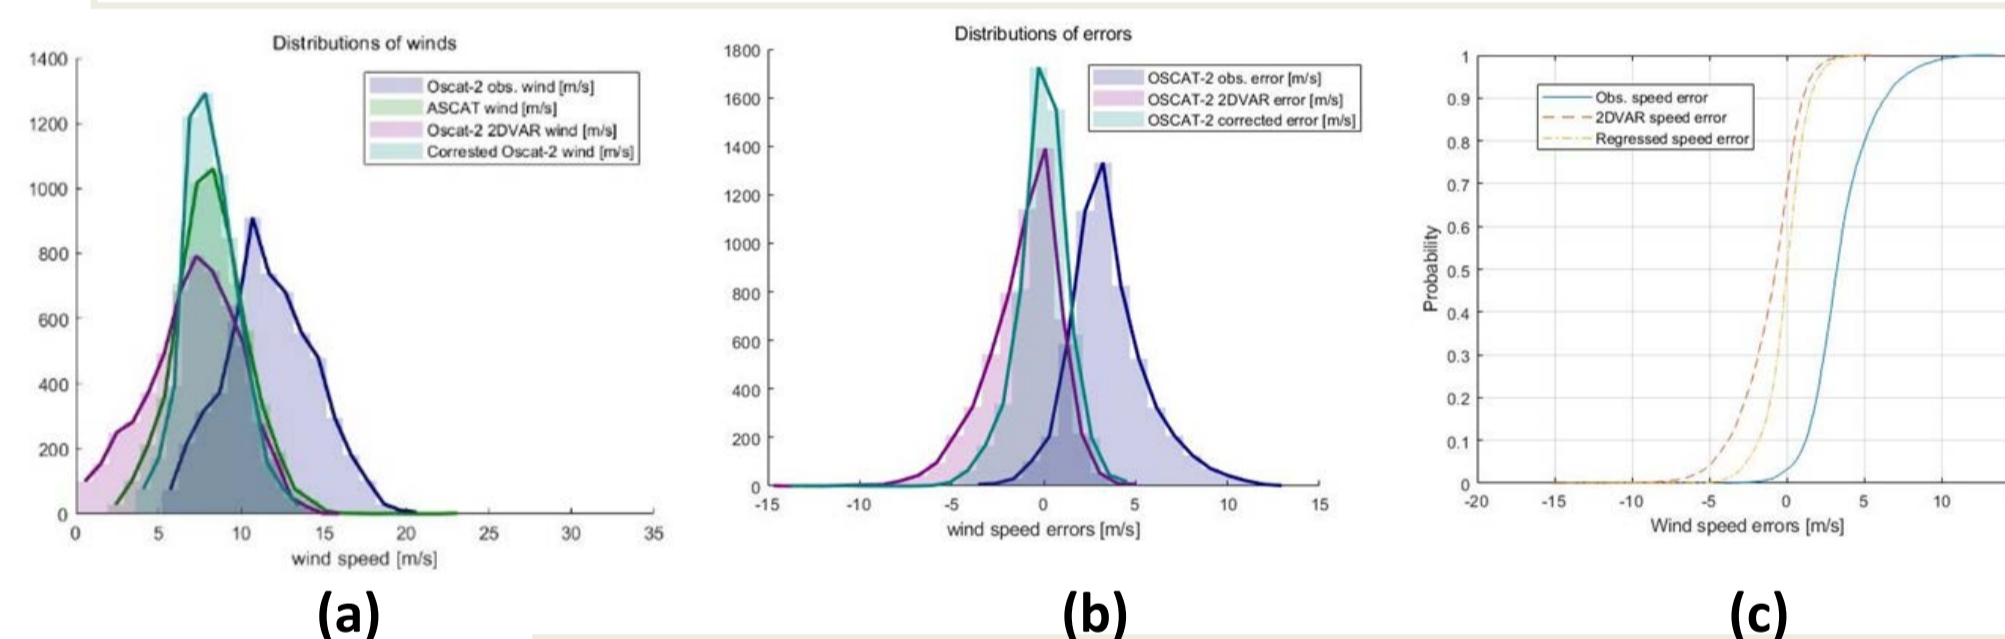 Distributions of winds
1400
1200
1000
800
600
400
200
0
Oscat-2 obs. wind [m/s]
ASCAT wind [m/s]
Oscat-2 2DVAR wind [m/s]
Corrested Oscat-2 wind [m/s]
0 5 10 15 20 25 30 35
wind speed [m/s]
(a)
Distributions of errors
1800
1600
1400
1200
1000
800
600
400
200
0
OSCAT-2 obs. error [m/s]
OSCAT-2 2DVAR error [m/s]
OSCAT-2 corrected error [m/s]
-15 -10 -5 0 5 10 15
wind speed errors [m/s]
(b)
Probability
1
0.9
0.8
0.7
0.6
0.5
0.4
0.3
0.2
0.1
0
Obs. speed error
2DVAR speed error
Regressed speed error
-20 -15 -10 -5 0 5 10
Wind speed errors [m/s]
(c)